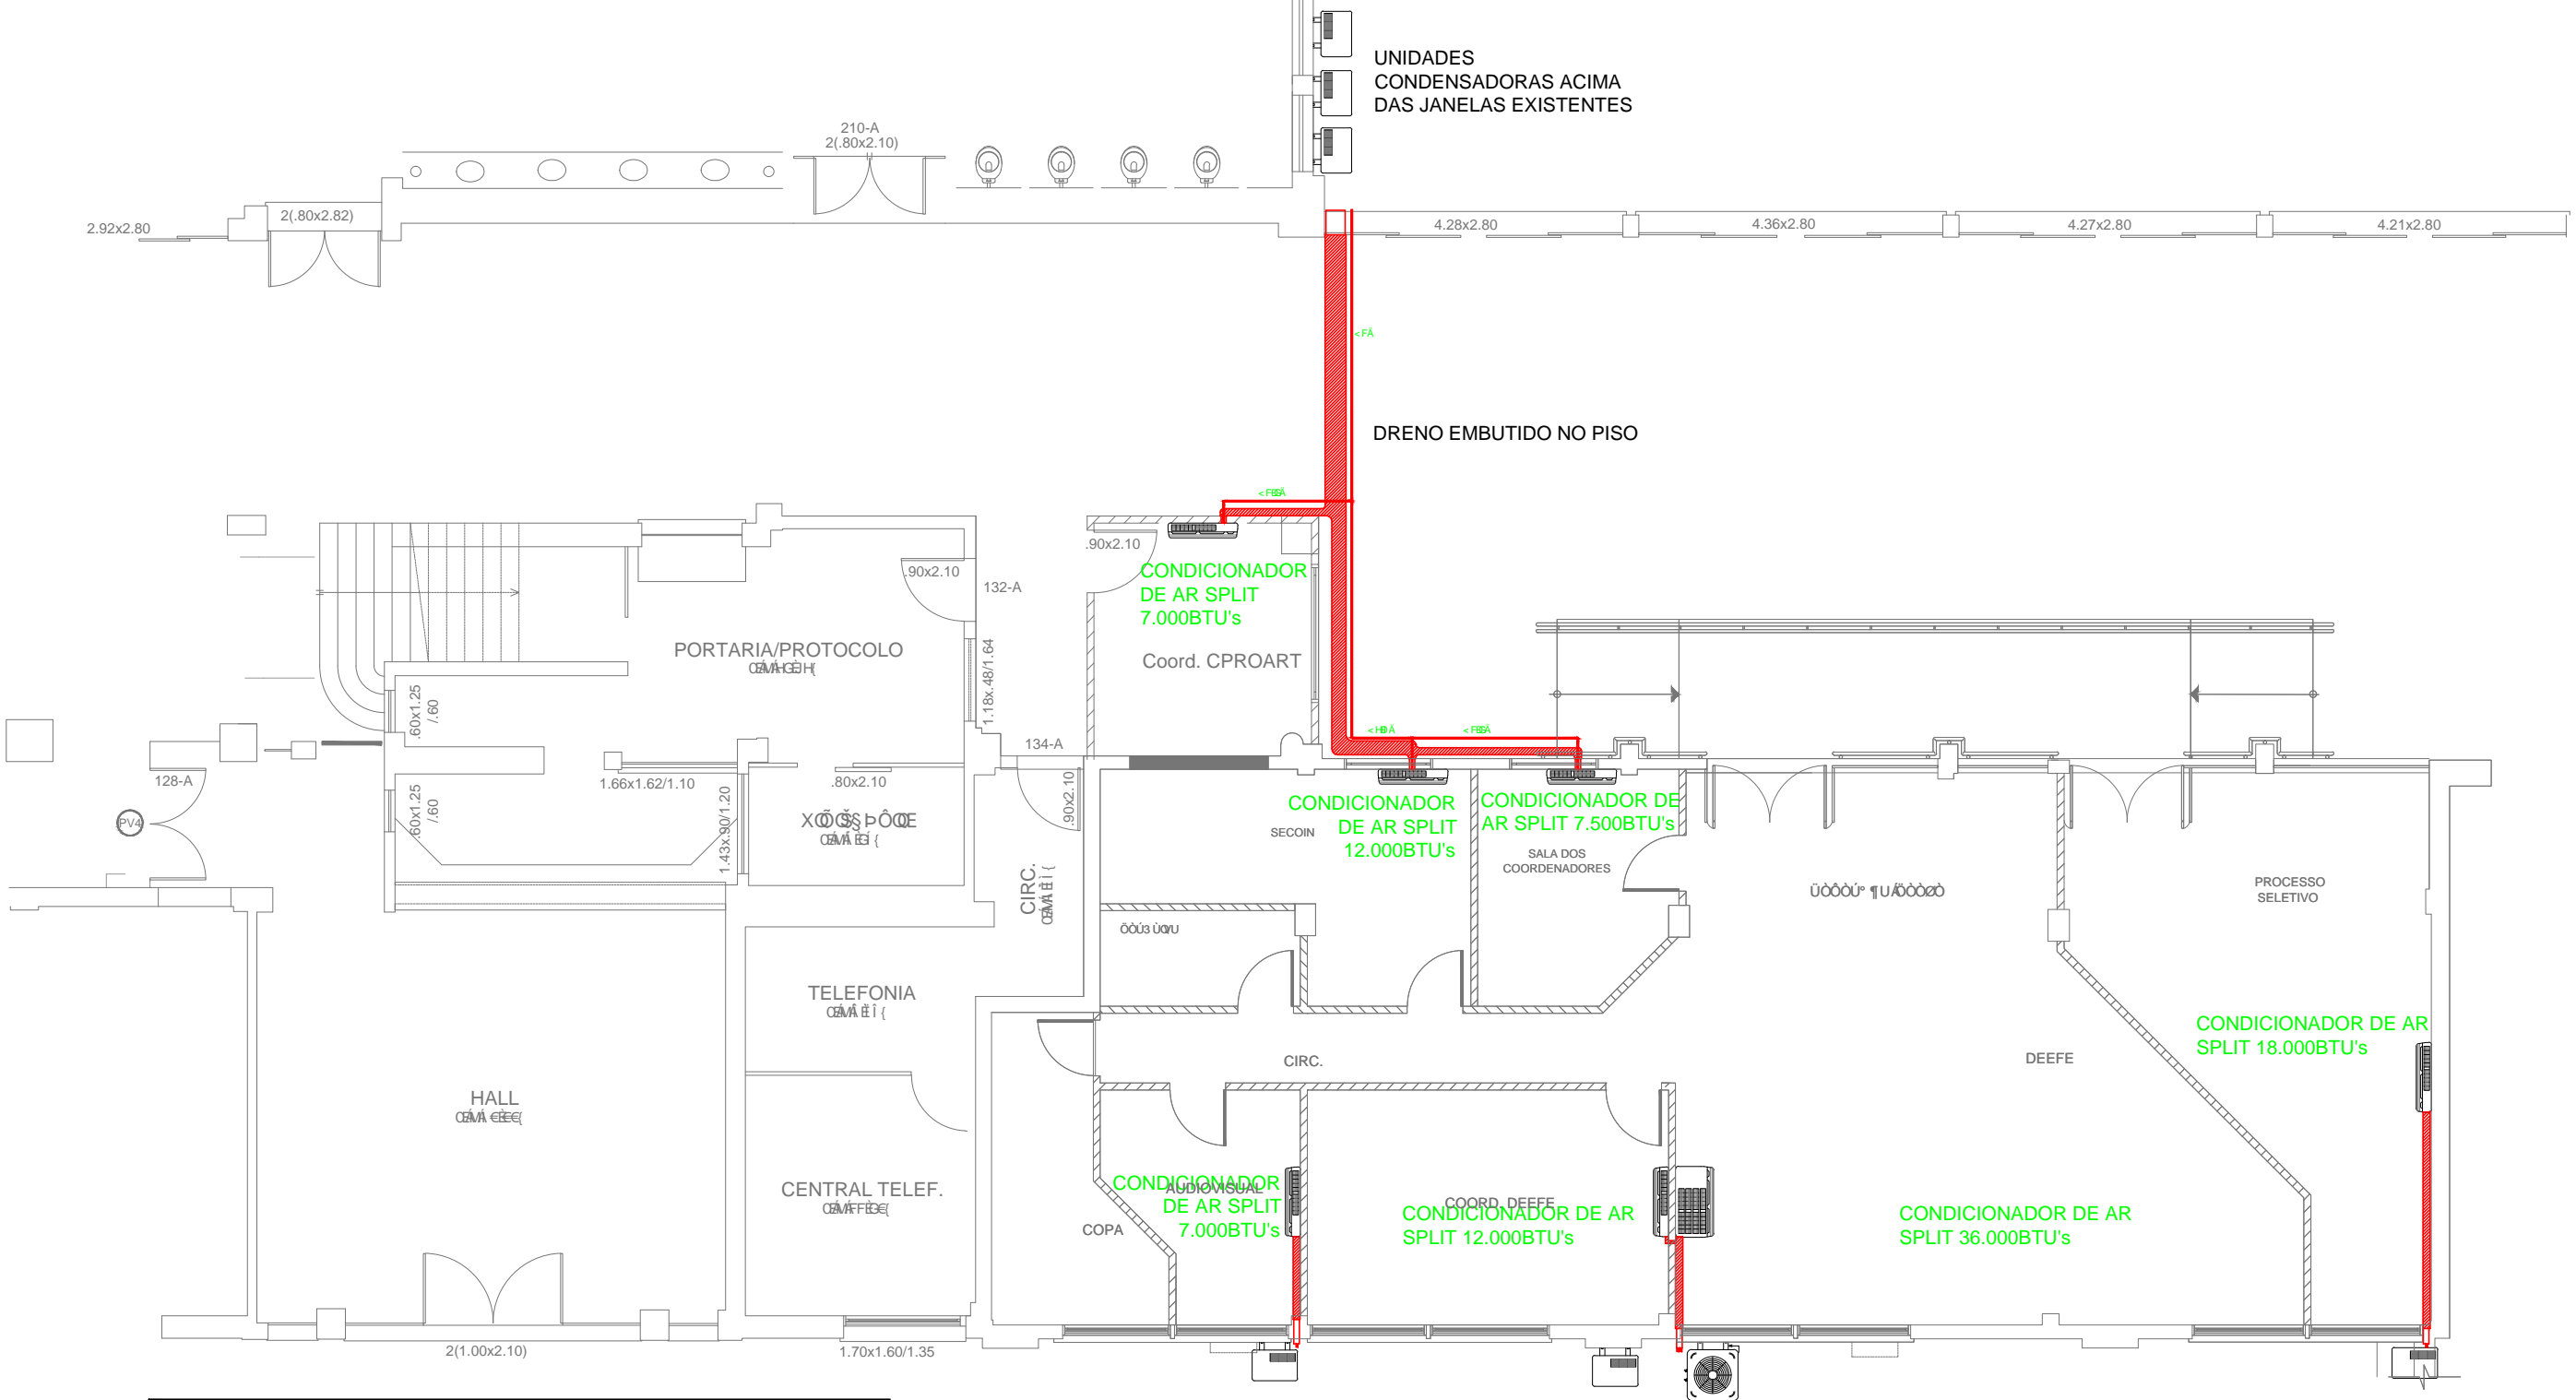 UNIDADES
CONDENSADORAS ACIMA
DAS JANELAS EXISTENTES
210-A
2(.80x2.10)
2(.80x2.82)
2.92x2.80
4.28x2.80
4.36x2.80
4.27x2.80
4.21x2.80
DRENO EMBUTIDO NO PISO
.90x2.10
.90x2.10
132-A
CONDICIONADOR
DE AR SPLIT
7.000BTU's
PORTARIA/PROTOCOLO
Coord. CPROART
1.18x.48/1.64
.60x1.25
/.60
134-A
128-A
1.66x1.62/1.10
.80x2.10
.90x2.10
PV4
.60x1.25
/.60
1.43x.90/1.20
CIRC.
CONDICIONADOR
DE AR SPLIT
12.000BTU's
SECOIN
CONDICIONADOR DE
AR SPLIT 7.500BTU's
SALA DOS
COORDENADORES
PROCESSO
SELETIVO
TELEFONIA
CONDICIONADOR DE AR
SPLIT 18.000BTU's
CIRC.
DEEFE
HALL
CENTRAL TELEF.
COPA
CONDICIONADOR
AUDIOVISUAL
DE AR SPLIT
7.000BTU's
COORD. DEEFE
CONDICIONADOR DE AR
SPLIT 12.000BTU's
CONDICIONADOR DE AR
SPLIT 36.000BTU's
2(1.00x2.10)
1.70x1.60/1.35